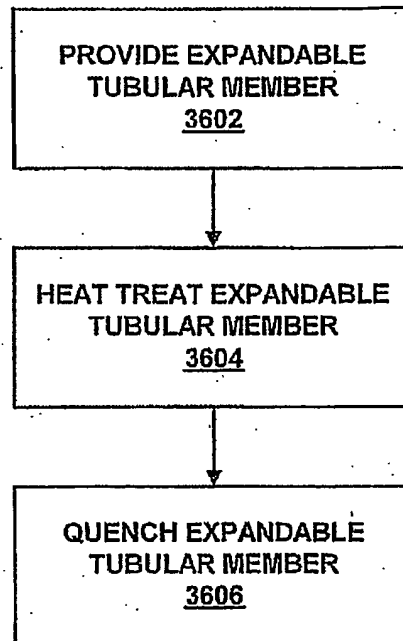 PROVIDE EXPANDABLE
TUBULAR MEMBER
3602
HEAT TREAT EXPANDABLE
TUBULAR MEMBER
3604
QUENCH EXPANDABLE
TUBULAR MEMBER
3606